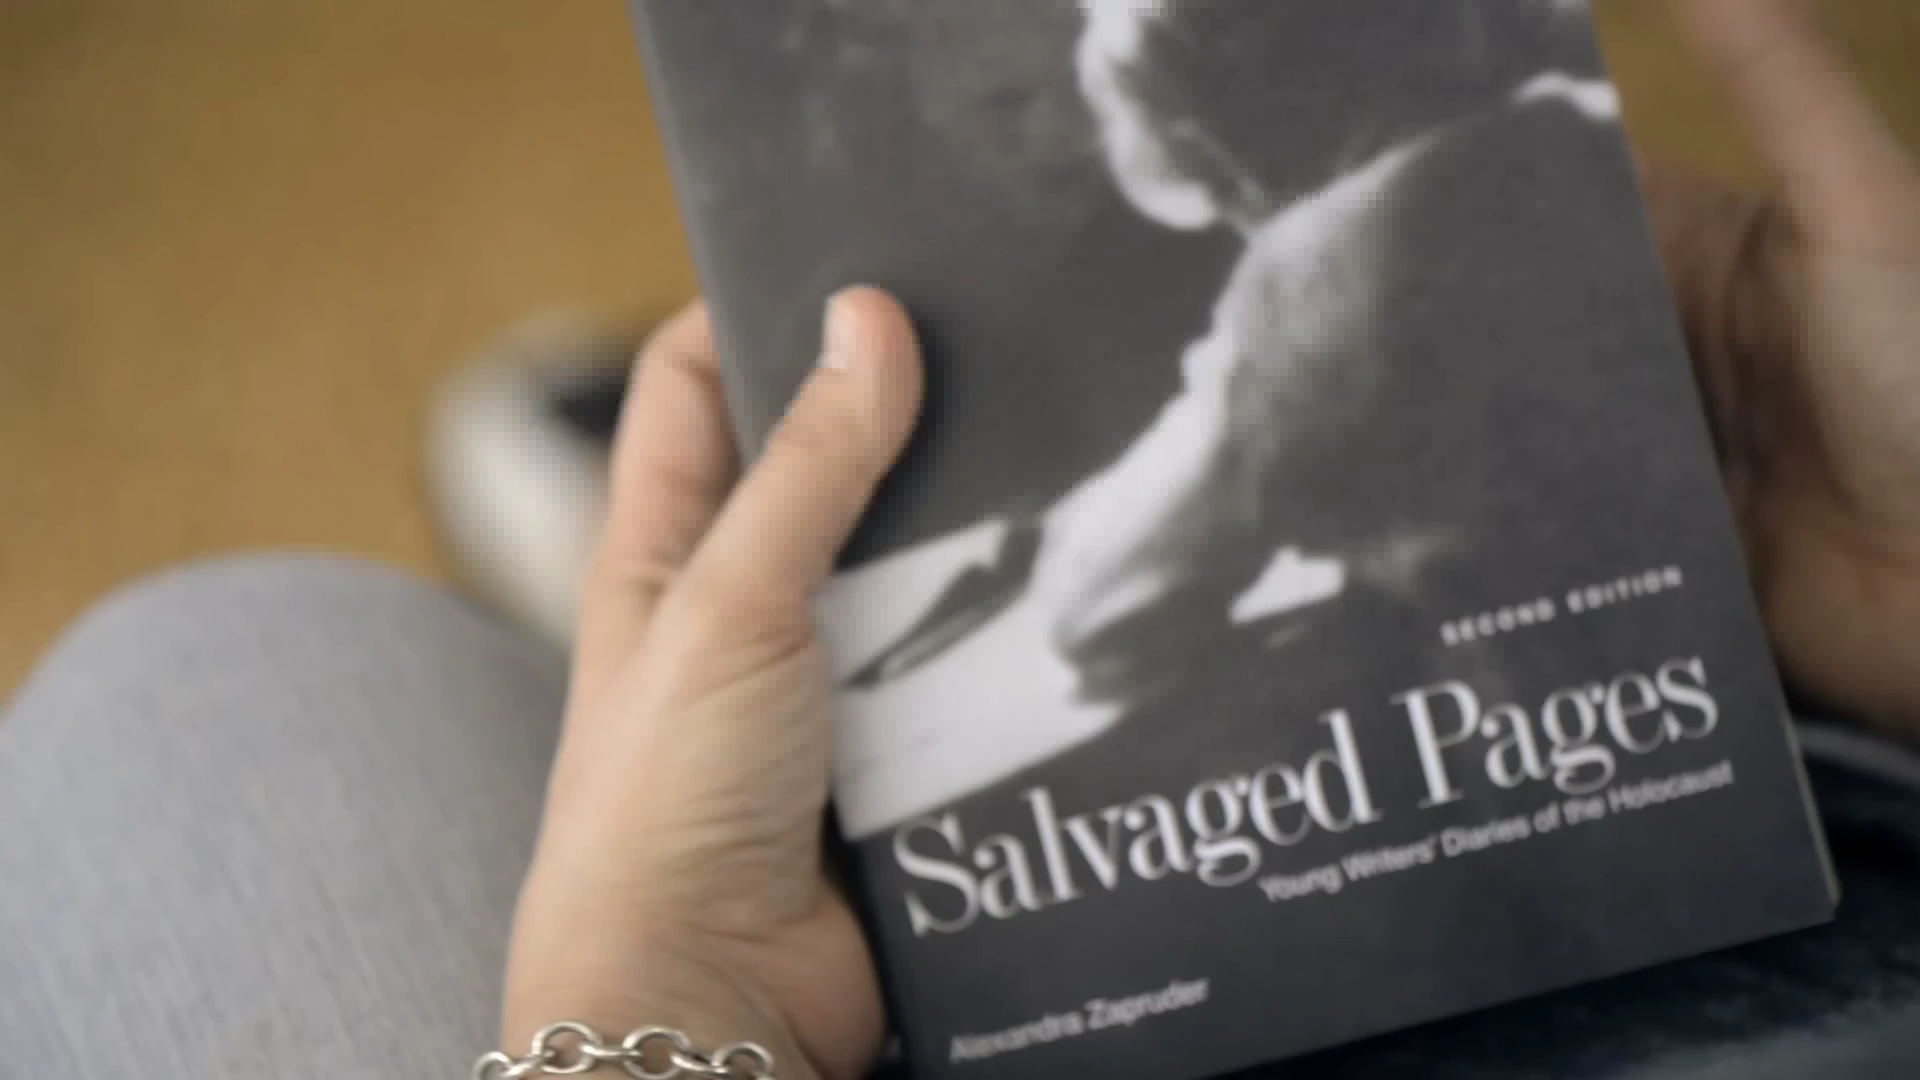 SECOND EDITION
Salvaged Pages
Young Writers' Diaries of the Holocaust
Alexandra Zapruder